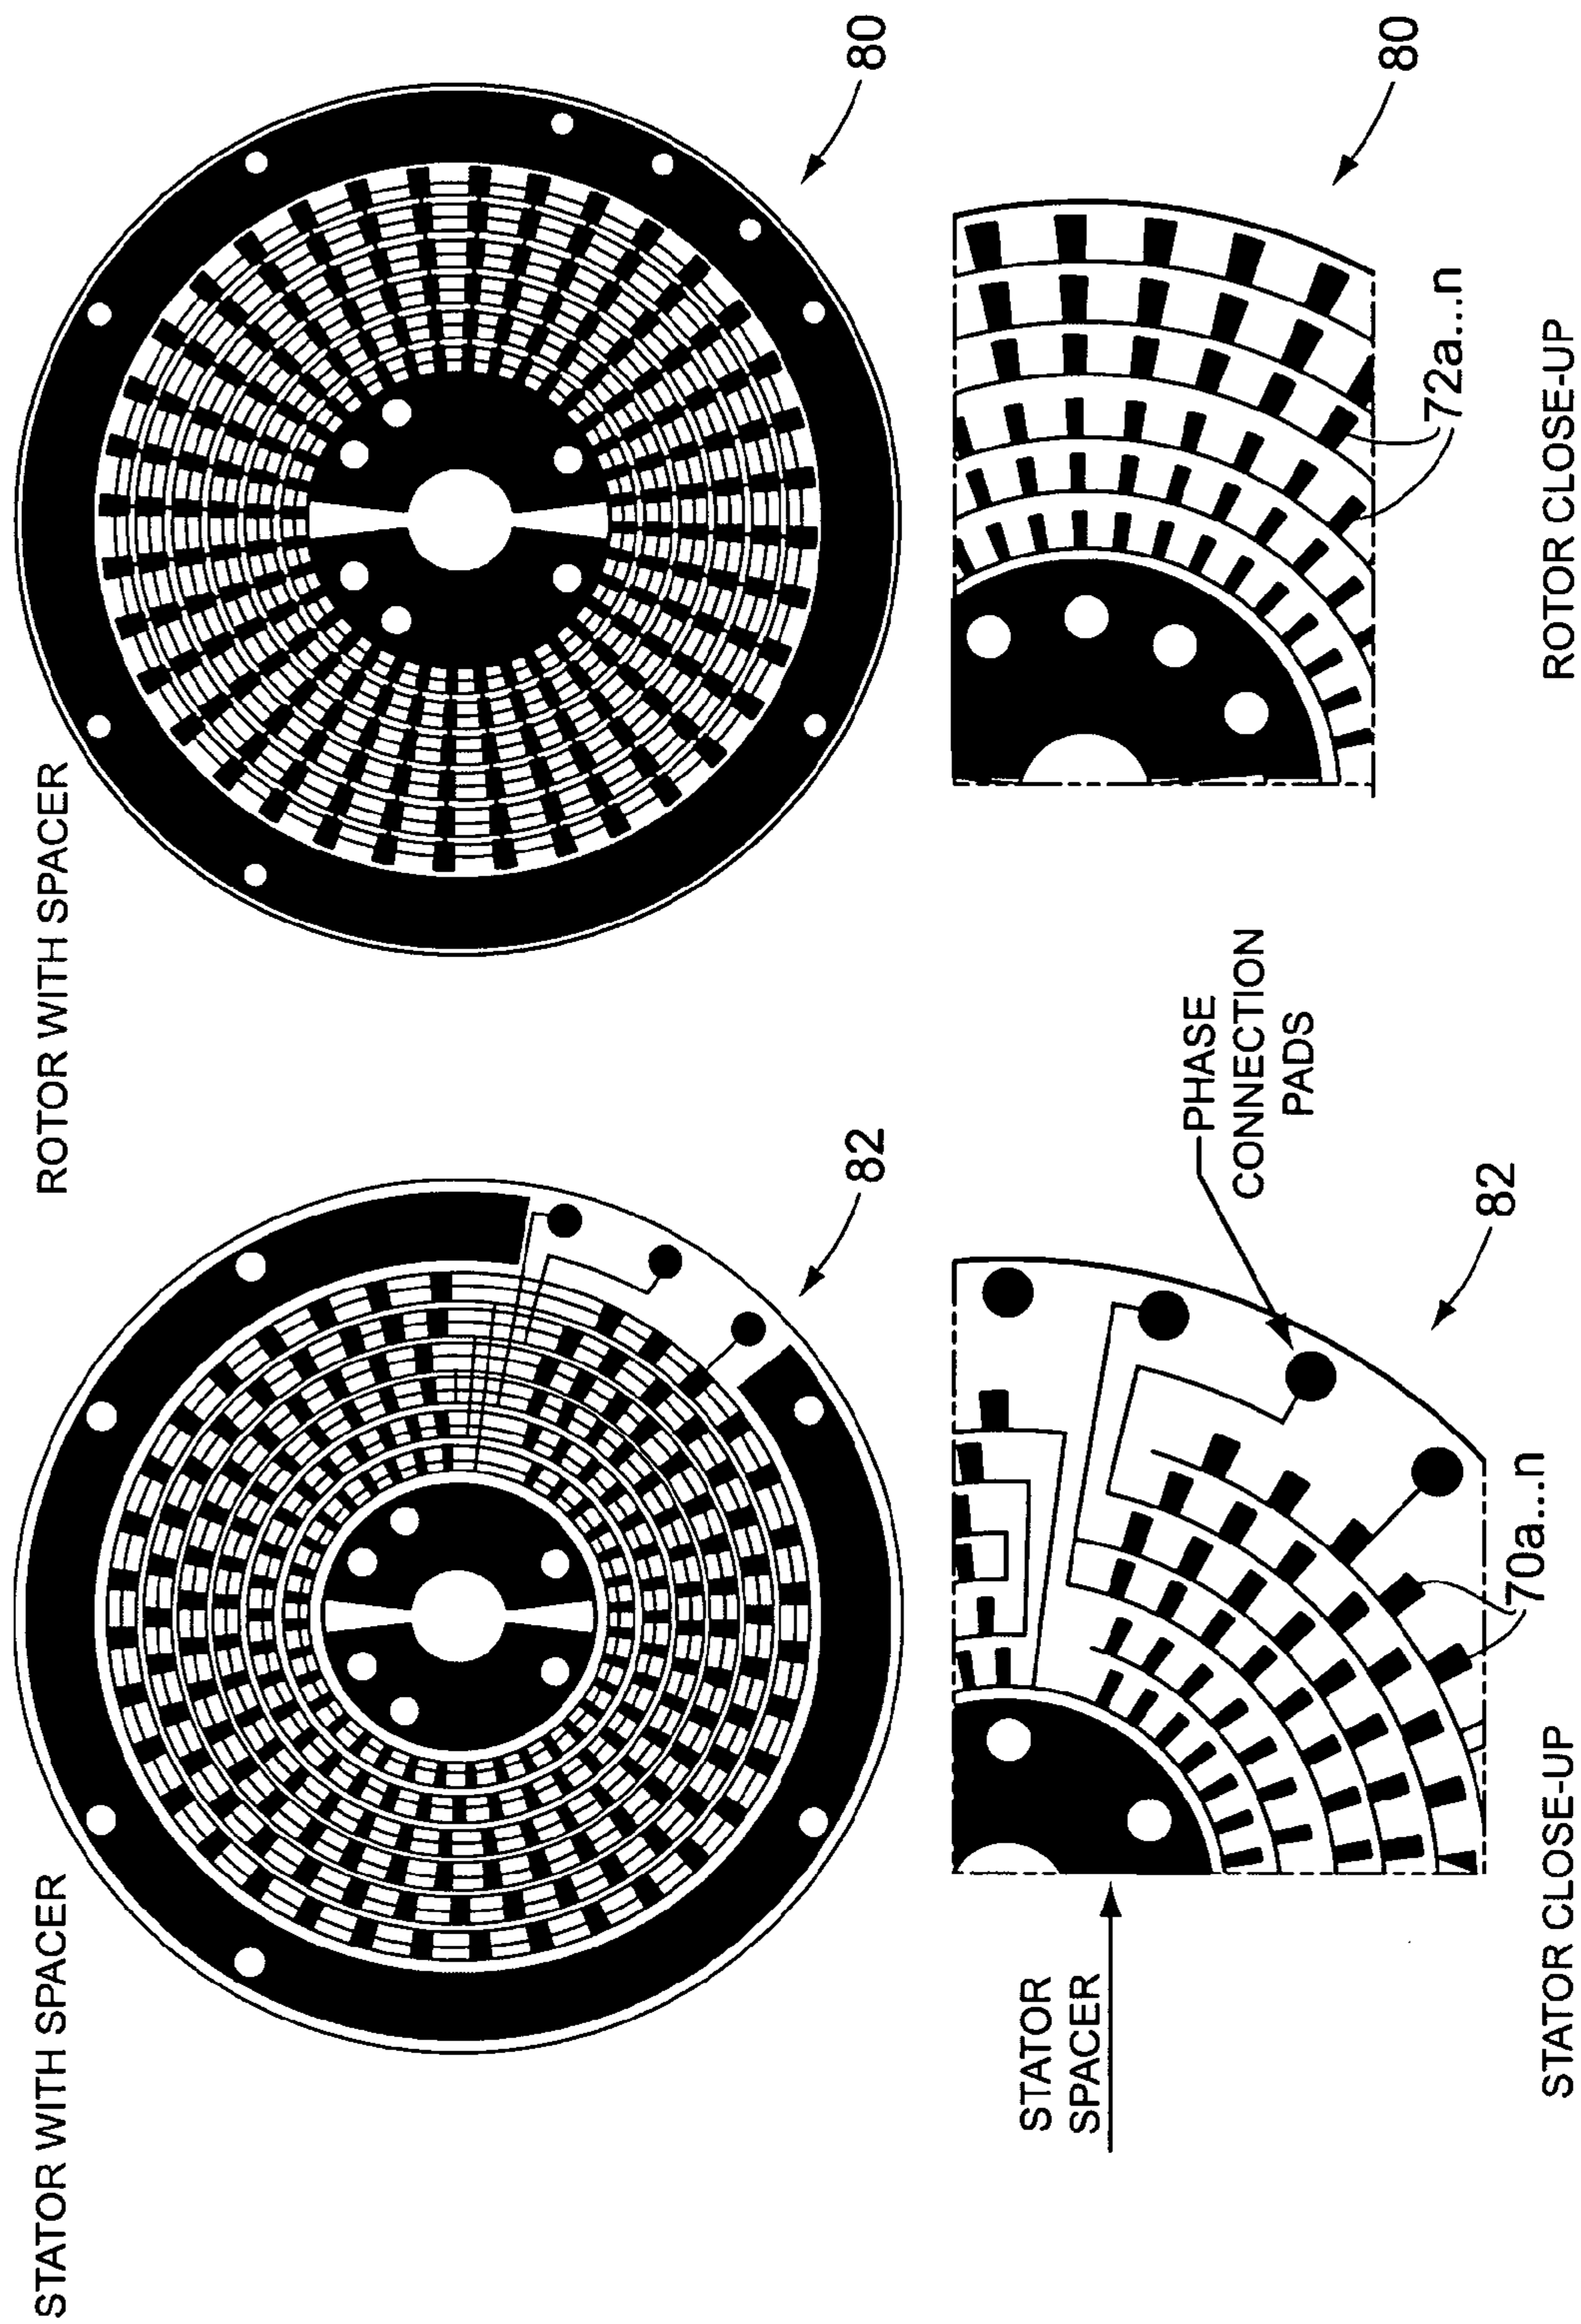 STATOR WITH SPACER
ROTOR WITH SPACER
82
80
STATOR
SPACER
PHASE
CONNECTION
PADS
82
80
70a...n
72a...n
STATOR CLOSE-UP
ROTOR CLOSE-UP